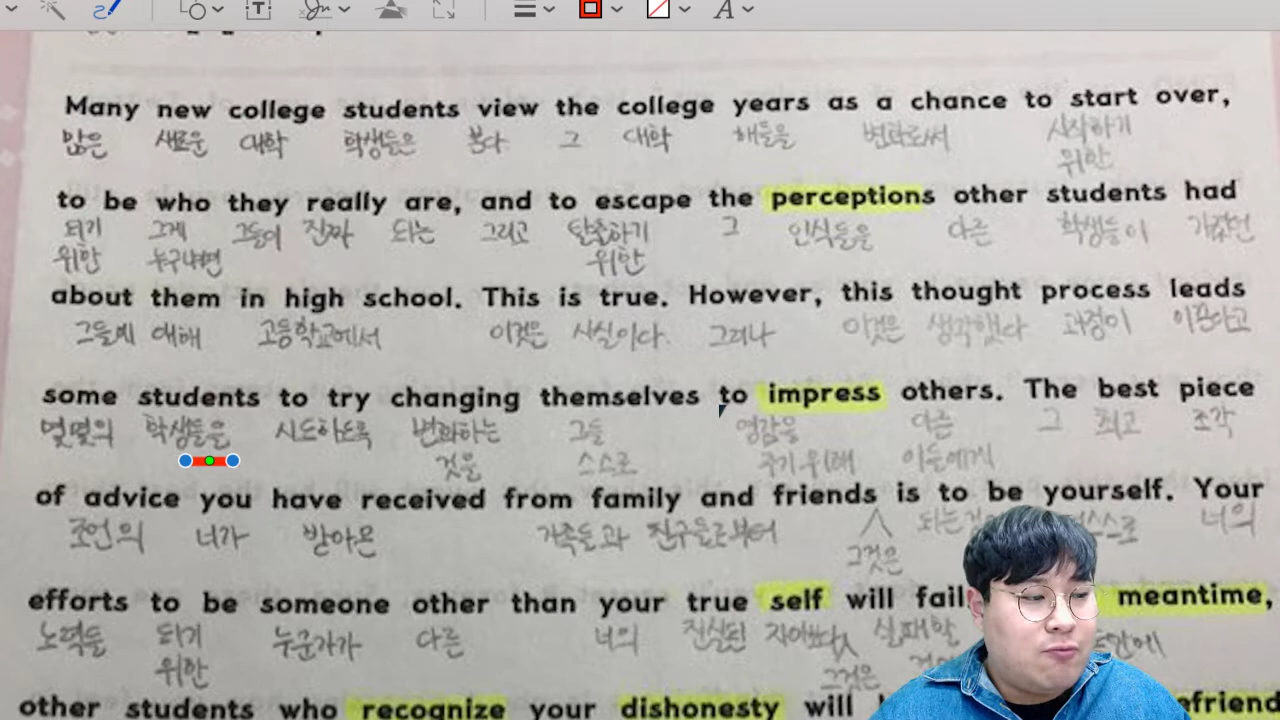 Many new college students view the college years as a chance to start over,
많은 새로운 대학 학생들은 본다 그 대학 해들을 변화로써 시작하기
위한
to be who they really are, and to escape the perceptions other students had
되기 그게 그들이 진짜 되는 그리고 탈출하기 그 인식들을 다른 학생들이 가졌던
위한 누구냐면 위한
about them in high school. This is true. However, this thought process leads
그들에 대해 고등학교에서 이것은 사실이다. 그러나 이것은 생각했다 과정이 이끈다고
some students to try changing themselves to impress others. The best piece
몇몇의 학생들을 시도하도록 변화하는 그들 영감을 다른 그 최고 조각
것을 스스로 주기 위해 이들에게
of advice you have received from family and friends is to be yourself. Your
조언의 너가 받아온 가족들과 친구들로부터 되는 너의
그것은
efforts to be someone other than your true self will fail meantime,
노력들 되기 누군가가 다른 너의 진실된 자아보다 실패할
위한 그것은
other students who recognize your dishonesty will